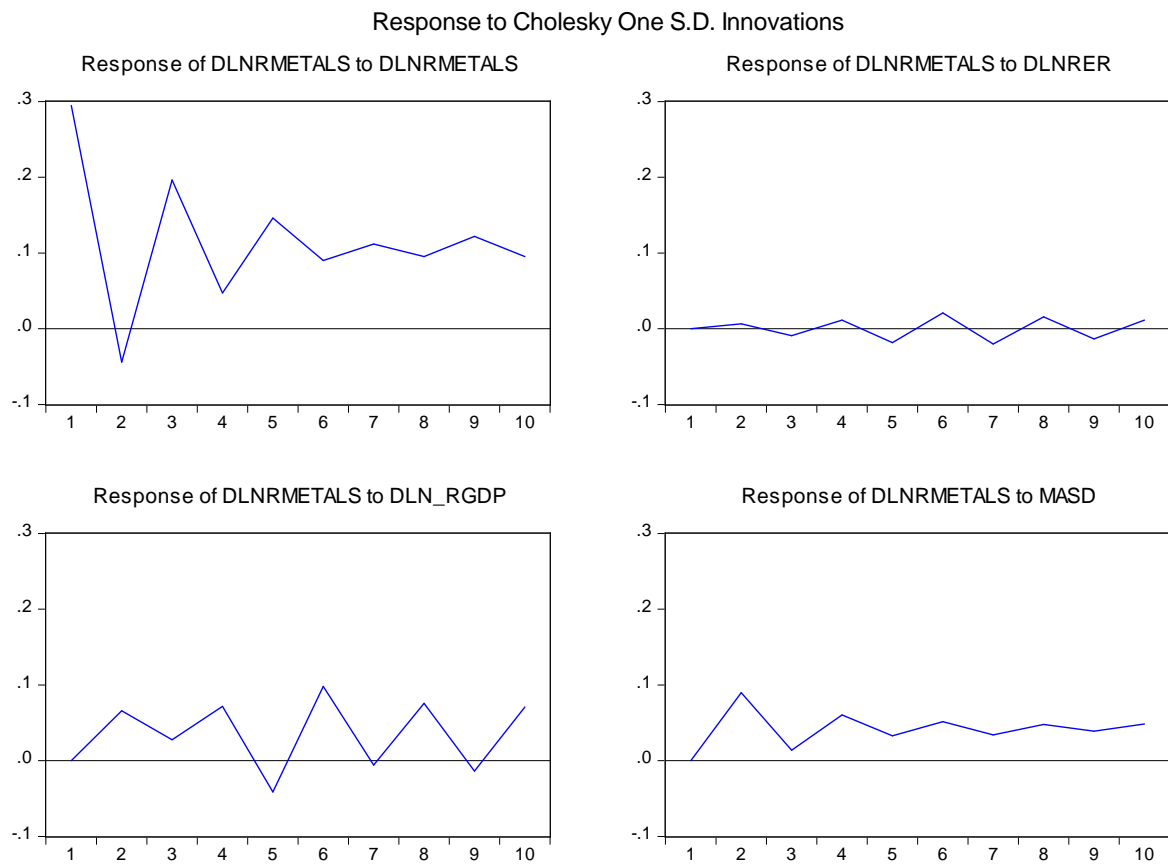 Response to Cholesky One S.D. Innovations
Response of DLNRMETALS to DLNRMETALS
.3
.2
.1
.0
-.1
1 2 3 4 5 6 7 8 9 10
Response of DLNRMETALS to DLNRER
.3
.2
.1
.0
-.1
1 2 3 4 5 6 7 8 9 10
Response of DLNRMETALS to DLN_RGDP
.3
.2
.1
.0
-.1
1 2 3 4 5 6 7 8 9 10
Response of DLNRMETALS to MASD
.3
.2
.1
.0
-.1
1 2 3 4 5 6 7 8 9 10